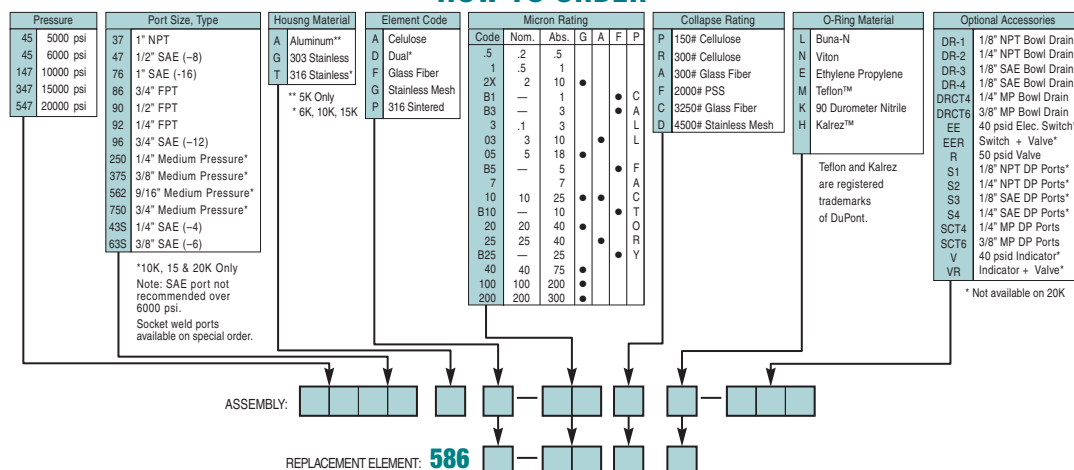 HOW TO ORDER
Pressure
45 5000 psi
45 6000 psi
147 10000 psi
347 15000 psi
547 20000 psi
Port Size, Type
37 1" NPT
47 1/2" SAE (–8)
76 1" SAE (-16)
86 3/4" FPT
90 1/2" FPT
92 1/4" FPT
96 3/4" SAE (–12)
250 1/4" Medium Pressure*
375 3/8" Medium Pressure*
562 9/16" Medium Pressure*
750 3/4" Medium Pressure*
43S 1/4" SAE (–4)
63S 3/8" SAE (–6)
*10K, 15 & 20K Only
Note: SAE port not
recommended over
6000 psi.
Socket weld ports
available on special order.
Housng Material
A Aluminum**
G 303 Stainless
T 316 Stainless*
** 5K Only
* 6K, 10K, 15K
Element Code
A Celulose
D Dual*
F Glass Fiber
G Stainless Mesh
P 316 Sintered
Micron Rating
Code Nom. Abs. G A F P
.5 .2 .5
1 .5 1
2X 2 10 ●
B1 — 1 ● C
B3 — 3 ● A
3 .1 3 L
03 3 10 ● L
05 5 18 ●
B5 — 5 ● F
7 7 A
10 10 25 ● ● C
B10 — 10 ● T
20 20 40 ● O
25 25 40 ● R
B25 — 25 ● Y
40 40 75 ●
100 100 200 ●
200 200 300 ●
Collapse Rating
P 150# Cellulose
R 300# Cellulose
A 300# Glass Fiber
F 2000# PSS
C 3250# Glass Fiber
D 4500# Stainless Mesh
O-Ring Material
L Buna-N
N Viton
E Ethylene Propylene
M Teflon™
K 90 Durometer Nitrile
H Kalrez™
Teflon and Kalrez
are registered
trademarks
of DuPont.
Optional Accessories
DR-1 1/8" NPT Bowl Drain
DR-2 1/4" NPT Bowl Drain
DR-3 1/8" SAE Bowl Drain
DR-4 1/8" SAE Bowl Drain
DRCT4 1/4" MP Bowl Drain
DRCT6 3/8" MP Bowl Drain
EE 40 psid Elec. Switch*
EER Switch + Valve*
R 50 psid Valve
S1 1/8" NPT DP Ports*
S2 1/4" NPT DP Ports*
S3 1/8" SAE DP Ports*
S4 1/4" SAE DP Ports*
SCT4 1/4" MP DP Ports
SCT6 3/8" MP DP Ports
V 40 psid Indicator*
VR Indicator + Valve*
* Not available on 20K
ASSEMBLY: — —
REPLACEMENT ELEMENT: 586 —